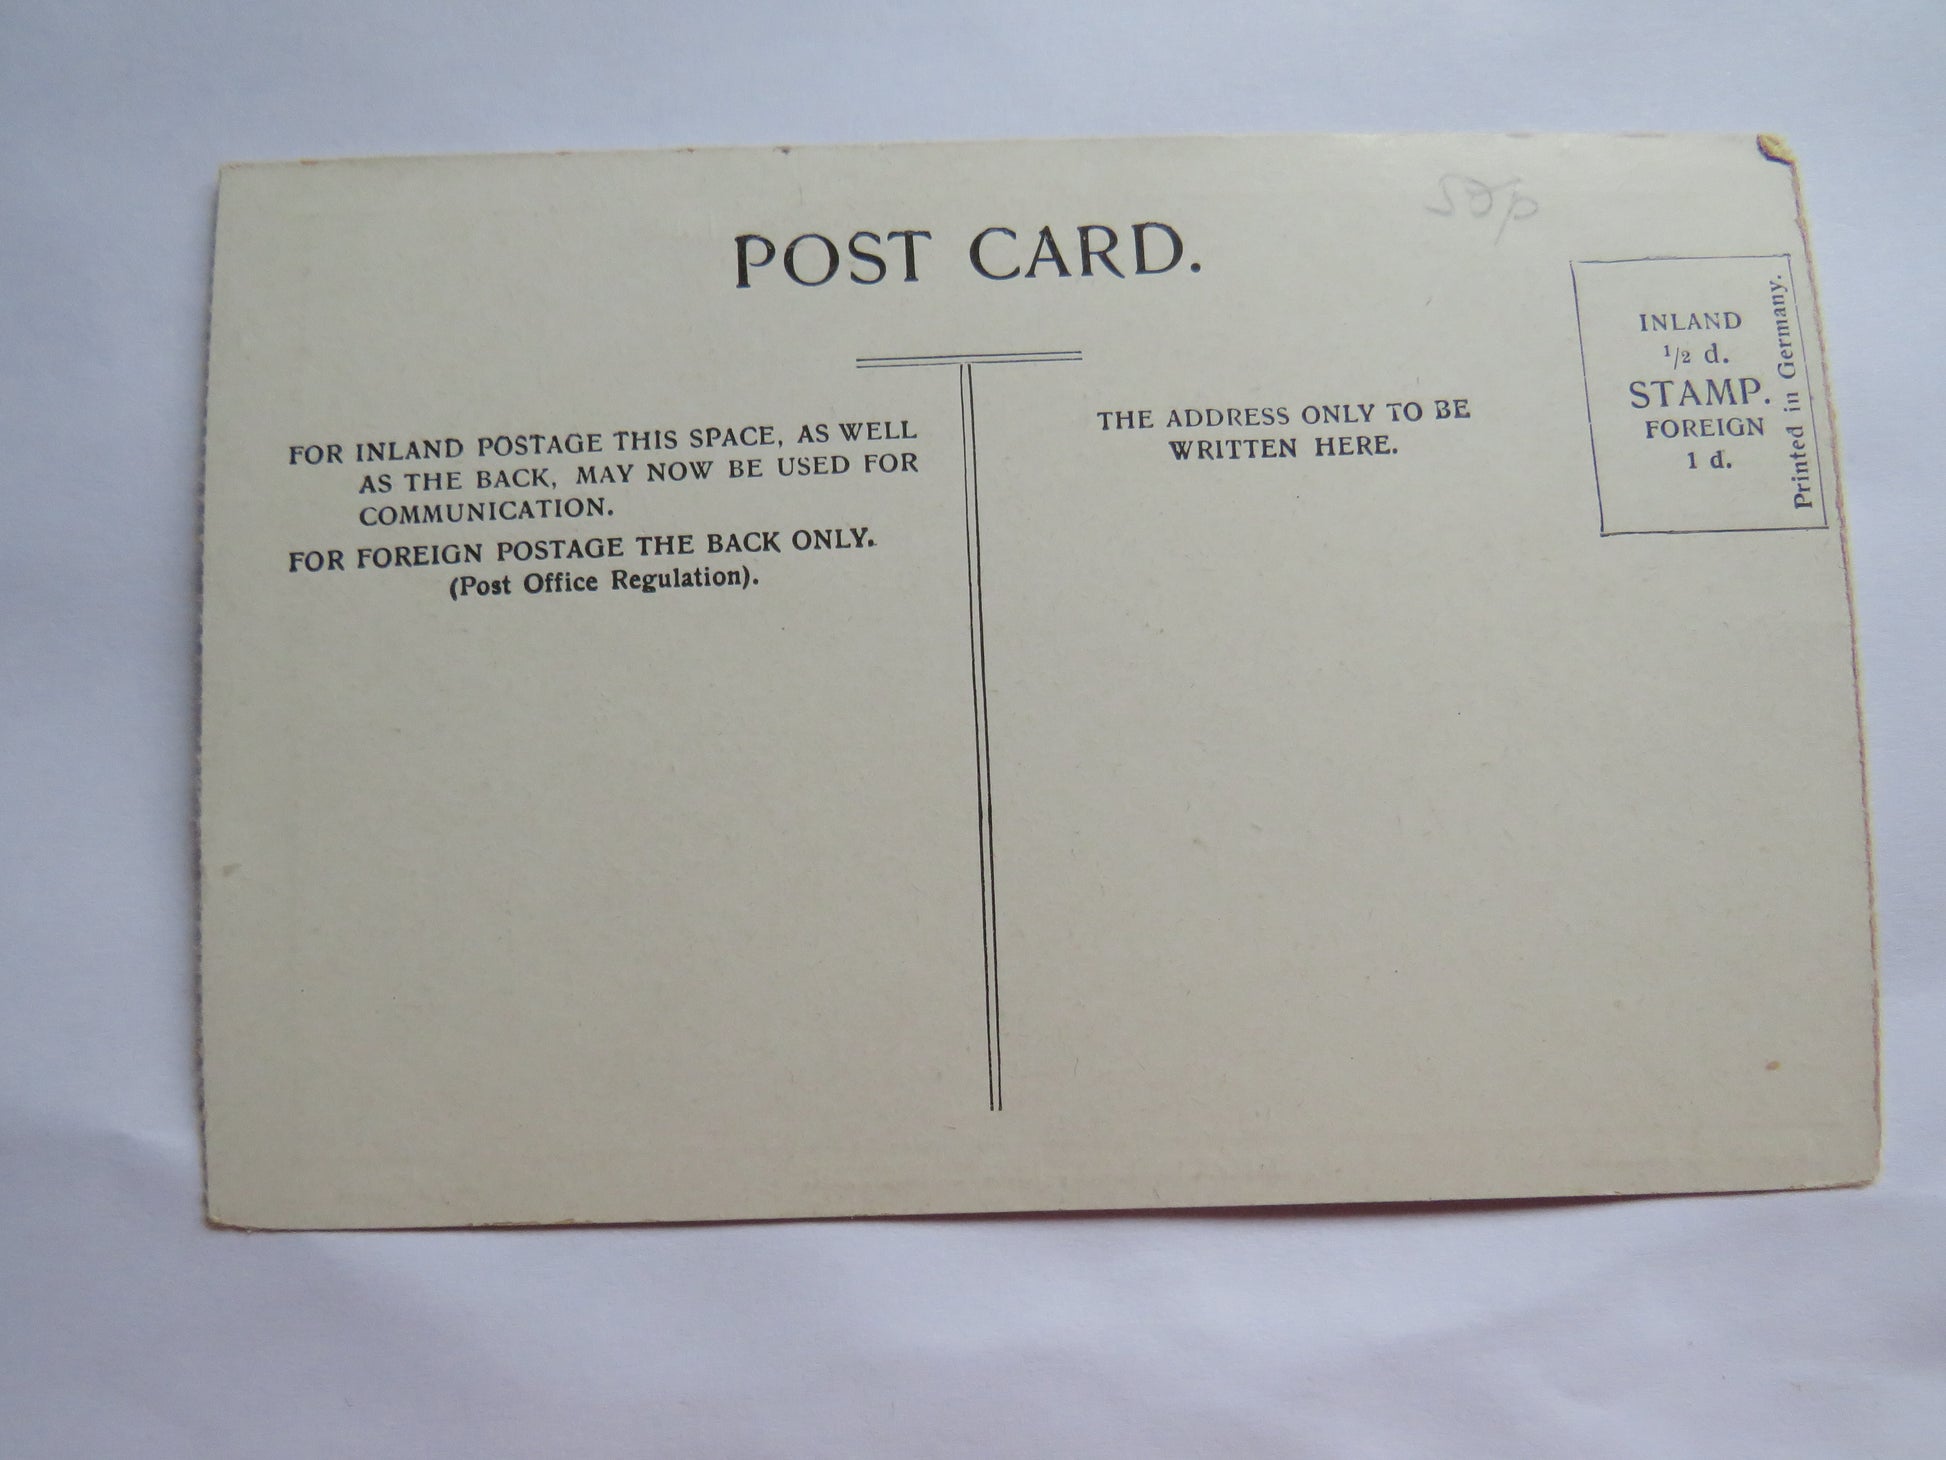 50p
POST CARD.
FOR INLAND POSTAGE THIS SPACE, AS WELL
AS THE BACK, MAY NOW BE USED FOR
COMMUNICATION.
FOR FOREIGN POSTAGE THE BACK ONLY.
(Post Office Regulation).
THE ADDRESS ONLY TO BE
WRITTEN HERE.
INLAND
1/2 d.
STAMP.
FOREIGN
1 d.
Printed in Germany.